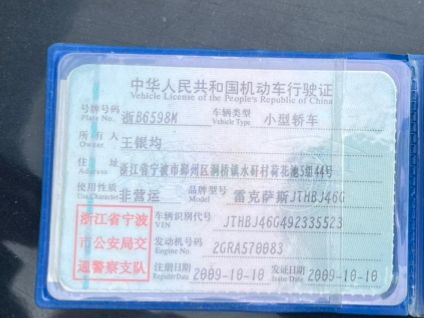 中华人民共和国机动车行驶证
Vehicle License of the People's Republic of China
号牌号码 浙B6598M 车辆类型 小型轿车
Plate No. Vehicle Type
所有人 王银均
Owner
住址 浙江省宁波市鄞州区洞桥镇水村荷花池5组44号
Address
使用性质 非营运 品牌型号 雷克萨斯JTHBJ46G
Use Character Model
浙江省宁波 车辆识别代号 JTHBJ46G492335523
VIN
市公安局交 发动机号码 2GRA570083
Engine No.
通警察支队 注册日期 2009-10-10 发证日期 2009-10-10
Register Date Issue Date